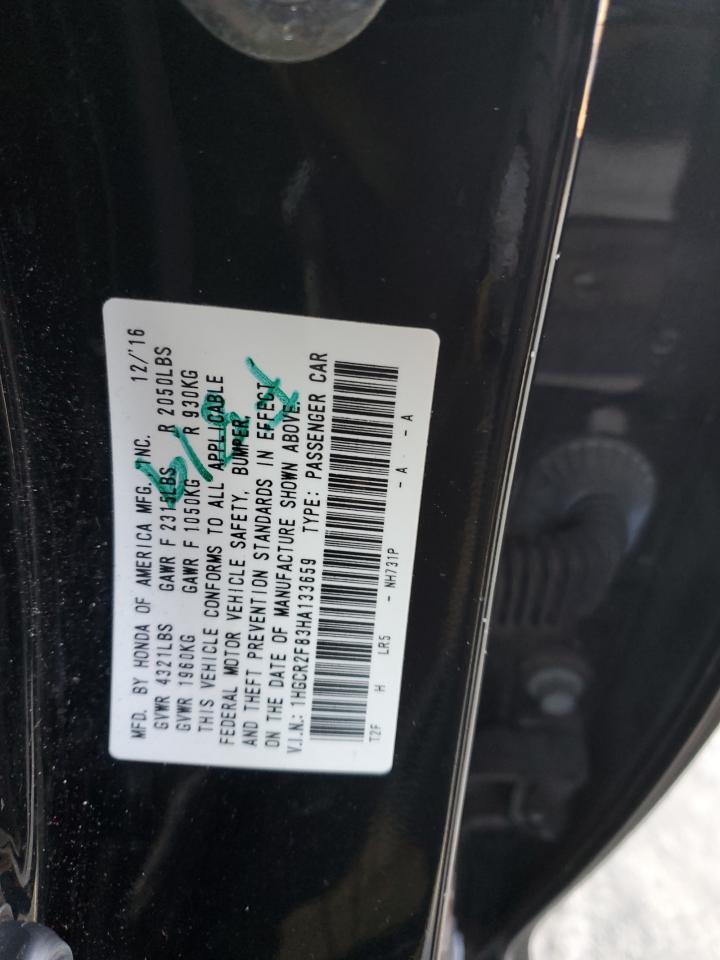 MFD. BY HONDA OF AMERICA MFG. INC. 12/'16
GVWR 4321LBS GAWR F 2315LBS R 2050LBS
GVWR 1960KG GAWR F 1050KG R 930KG
THIS VEHICLE CONFORMS TO ALL APPLICABLE
FEDERAL MOTOR VEHICLE SAFETY, BUMPER,
AND THEFT PREVENTION STANDARDS IN EFFECT
ON THE DATE OF MANUFACTURE SHOWN ABOVE.
V.I.N.: 1HGCR2F83HA133659 TYPE: PASSENGER CAR
T2F H LR5 - NH731P - A - A